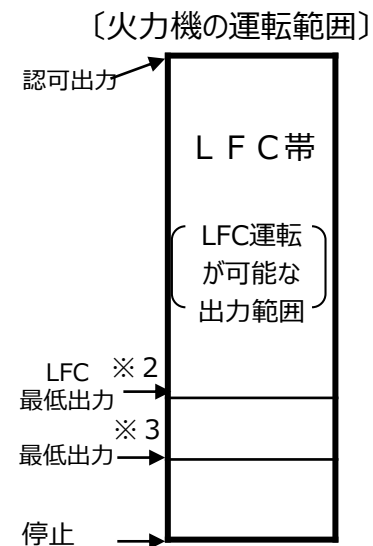 〔火力機の運転範囲〕
認可出力
ＬＦＣ帯
LFC運転
が可能な
出力範囲
LFC ※２
最低出力
※３
最低出力
停止